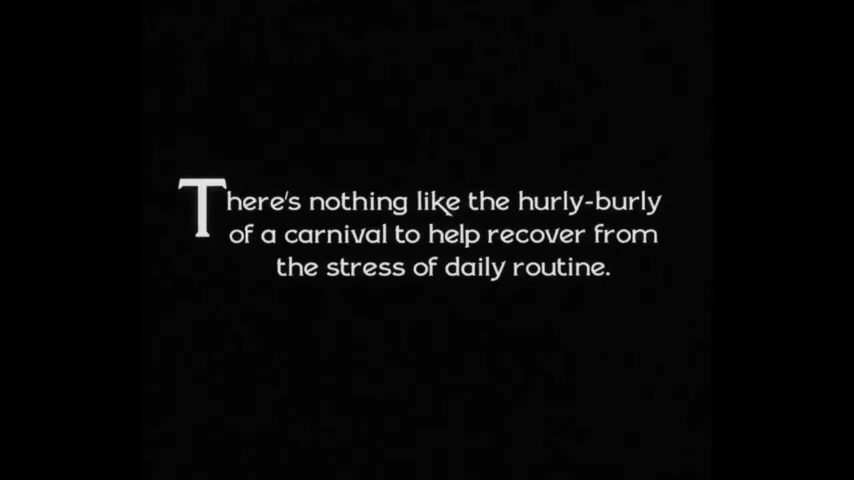 There's nothing like the hurly-burly
of a carnival to help recover from
the stress of daily routine.